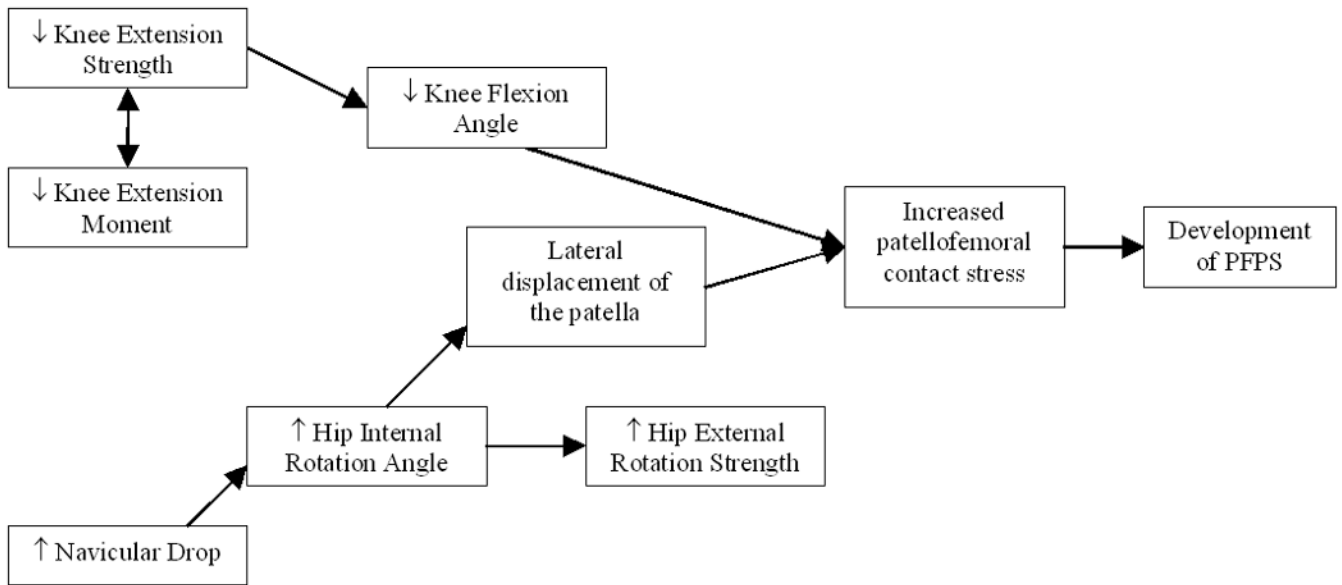 ↓ Knee Extension
Strength
↓ Knee Flexion
Angle
↓ Knee Extension
Moment
Increased
patellofemoral
contact stress
Development
of PFPS
Lateral
displacement of
the patella
↑ Hip Internal
Rotation Angle
↑ Hip External
Rotation Strength
↑ Navicular Drop